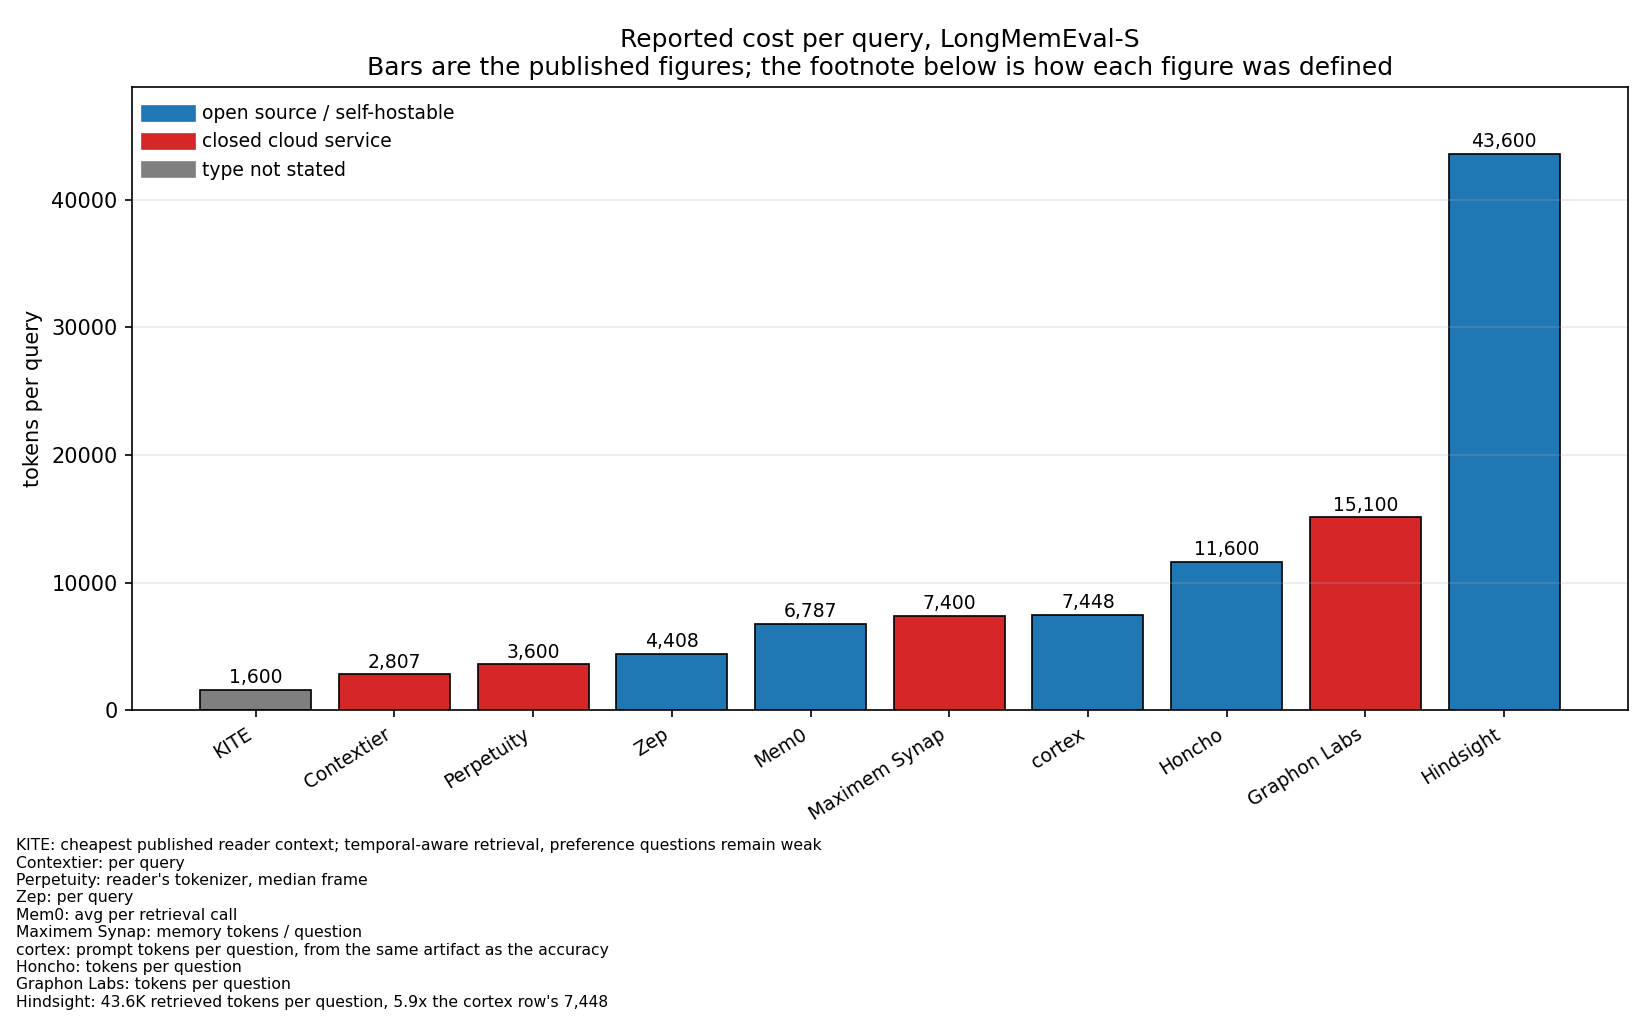 Reported cost per query, LongMemEval-S
Bars are the published figures; the footnote below is how each figure was defined
open source / self-hostable
closed cloud service
type not stated
tokens per query
40000
30000
20000
10000
0
1,600
2,807
3,600
4,408
6,787
7,400
7,448
11,600
15,100
43,600
KITE
Contextier
Perpetuity
Zep
Mem0
Maximem Synap
cortex
Honcho
Graphon Labs
Hindsight
KITE: cheapest published reader context; temporal-aware retrieval, preference questions remain weak
Contextier: per query
Perpetuity: reader's tokenizer, median frame
Zep: per query
Mem0: avg per retrieval call
Maximem Synap: memory tokens / question
cortex: prompt tokens per question, from the same artifact as the accuracy
Honcho: tokens per question
Graphon Labs: tokens per question
Hindsight: 43.6K retrieved tokens per question, 5.9x the cortex row's 7,448